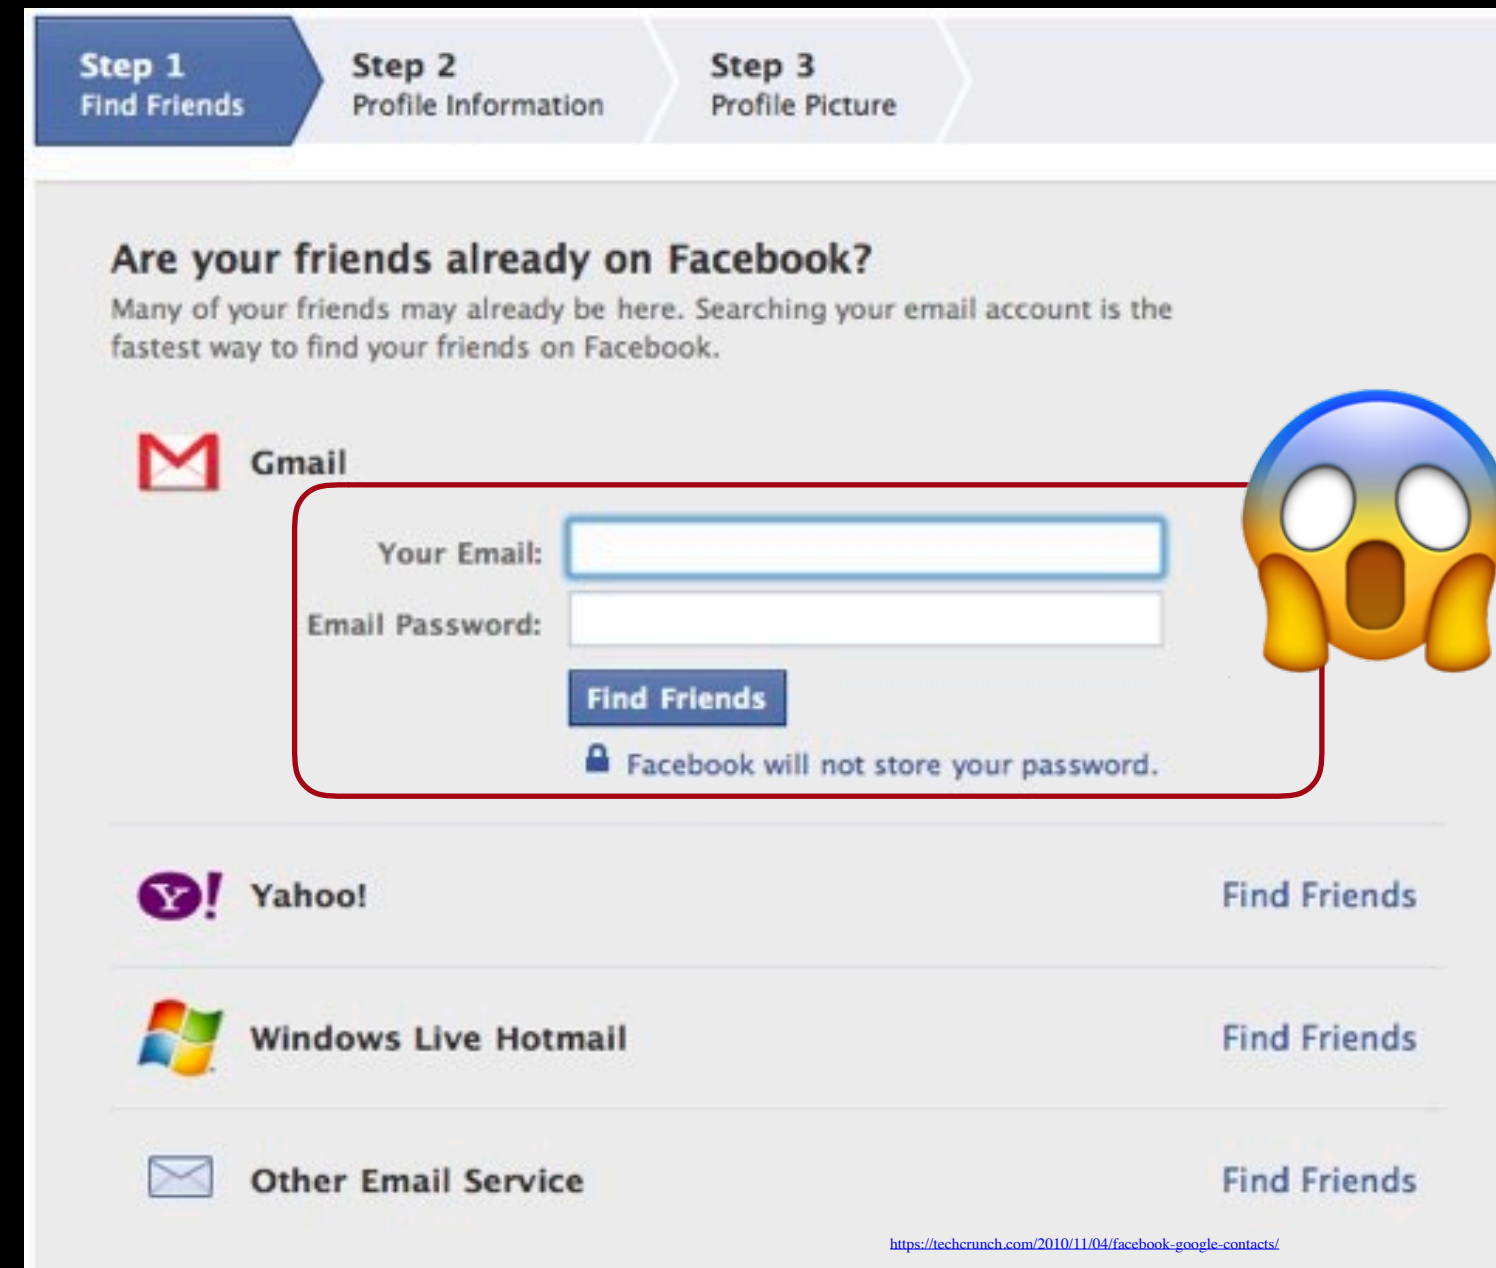 Step 1
Find Friends
Step 2
Profile Information
Step 3
Profile Picture
Are your friends already on Facebook?
Many of your friends may already be here. Searching your email account is the
fastest way to find your friends on Facebook.
Gmail
Your Email:
Email Password:
Find Friends
Facebook will not store your password.
Y! Yahoo!
Find Friends
Windows Live Hotmail
Find Friends
Other Email Service
Find Friends
https://techcrunch.com/2010/11/04/facebook-google-contacts/